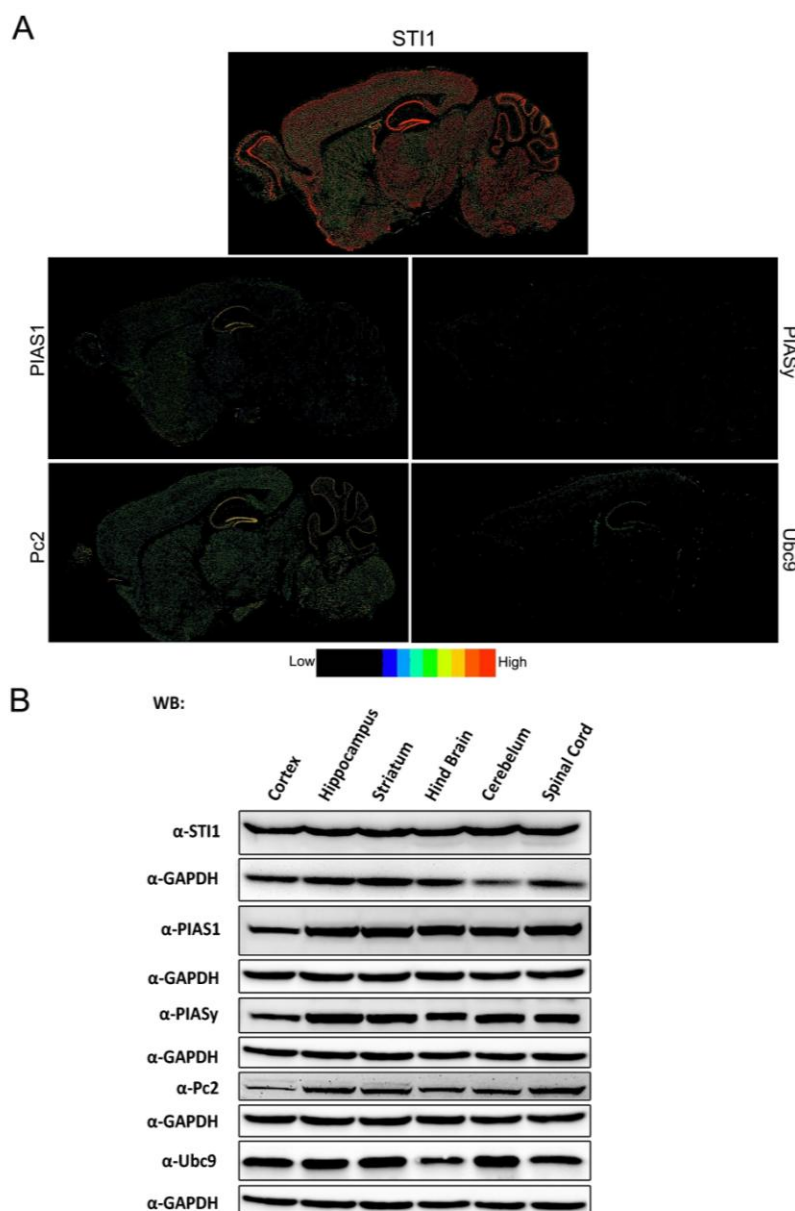 A
STI1
PIAS1
PIASy
Pc2
Ubc9
Low High
B
WB:
Cortex
Hippocampus
Striatum
Hind Brain
Cerebelum
Spinal Cord
α-STI1
α-GAPDH
α-PIAS1
α-GAPDH
α-PIASy
α-GAPDH
α-Pc2
α-GAPDH
α-Ubc9
α-GAPDH